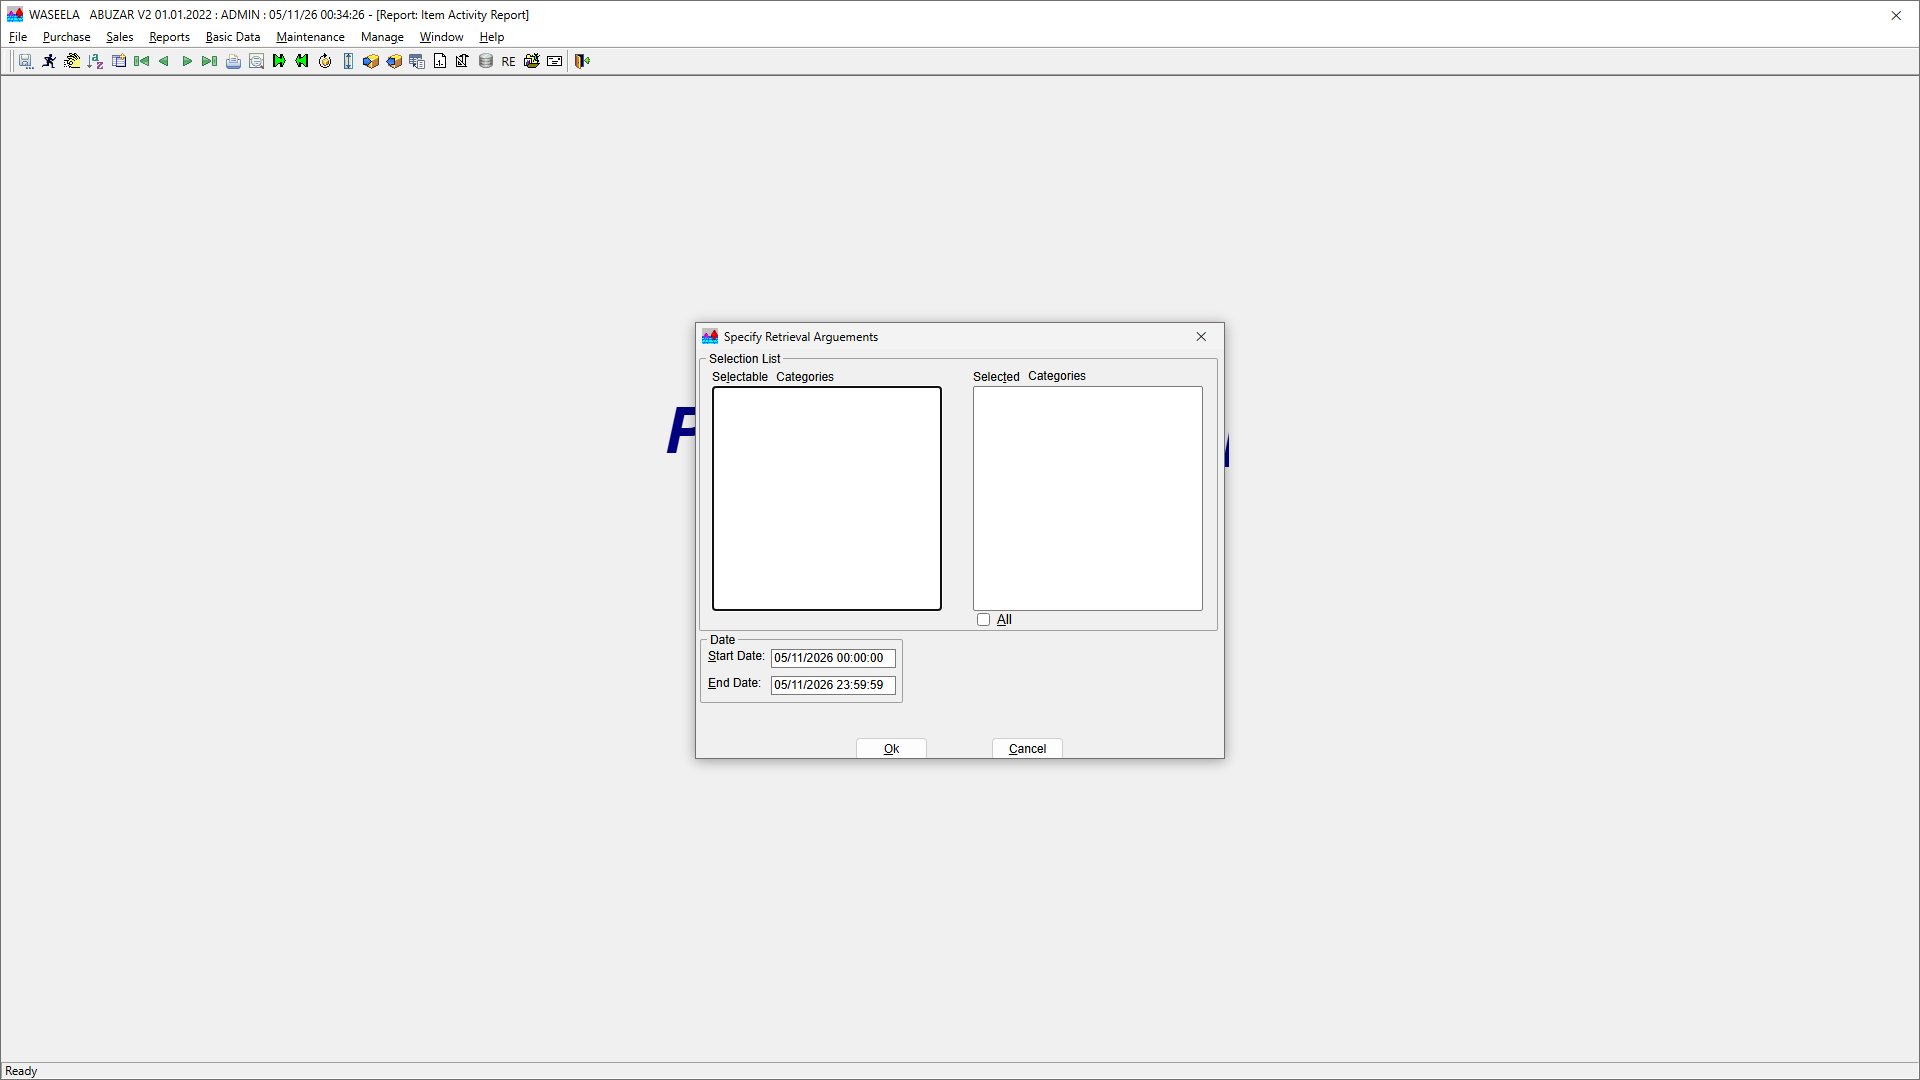 WASEELA   ABUZAR V2 01.01.2022 : ADMIN : 05/11/26 00:34:26 - [Report: Item Activity Report]
File Purchase Sales Reports Basic Data Maintenance Manage Window Help
RE
Specify Retrieval Arguements
Selection List
Selectable Categories Selected Categories
All
Date
Start Date: 05/11/2026 00:00:00
End Date: 05/11/2026 23:59:59
Ok Cancel
Ready